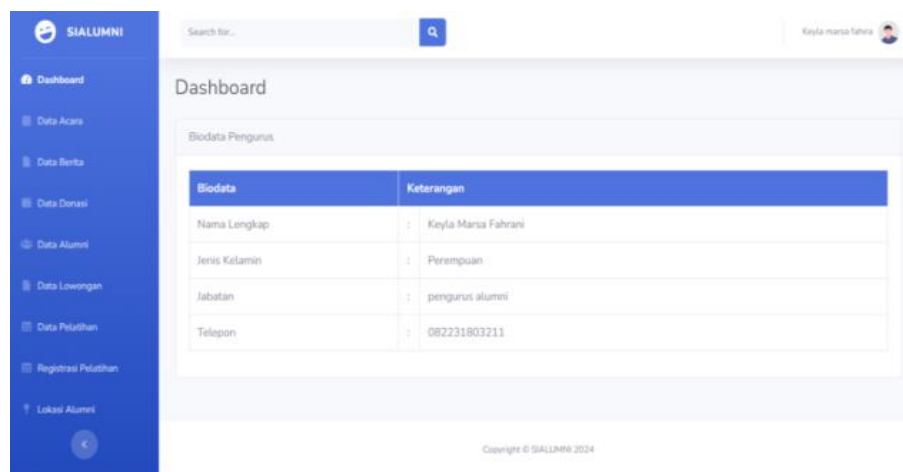 SIALUMNI
Search for...
Keyla marsa fahira
Dashboard
Data Acara
Data Berita
Data Donasi
Data Alumni
Data Lowongan
Data Pelatihan
Registrasi Pelatihan
Lokasi Alumni
Dashboard
Biodata Pengurus
Biodata Keterangan
Nama Lengkap : Keyla Marsa Fahrani
Jenis Kelamin : Perempuan
Jabatan : pengurus alumni
Telepon : 082231803211
Copyright © SIALUMNI 2024